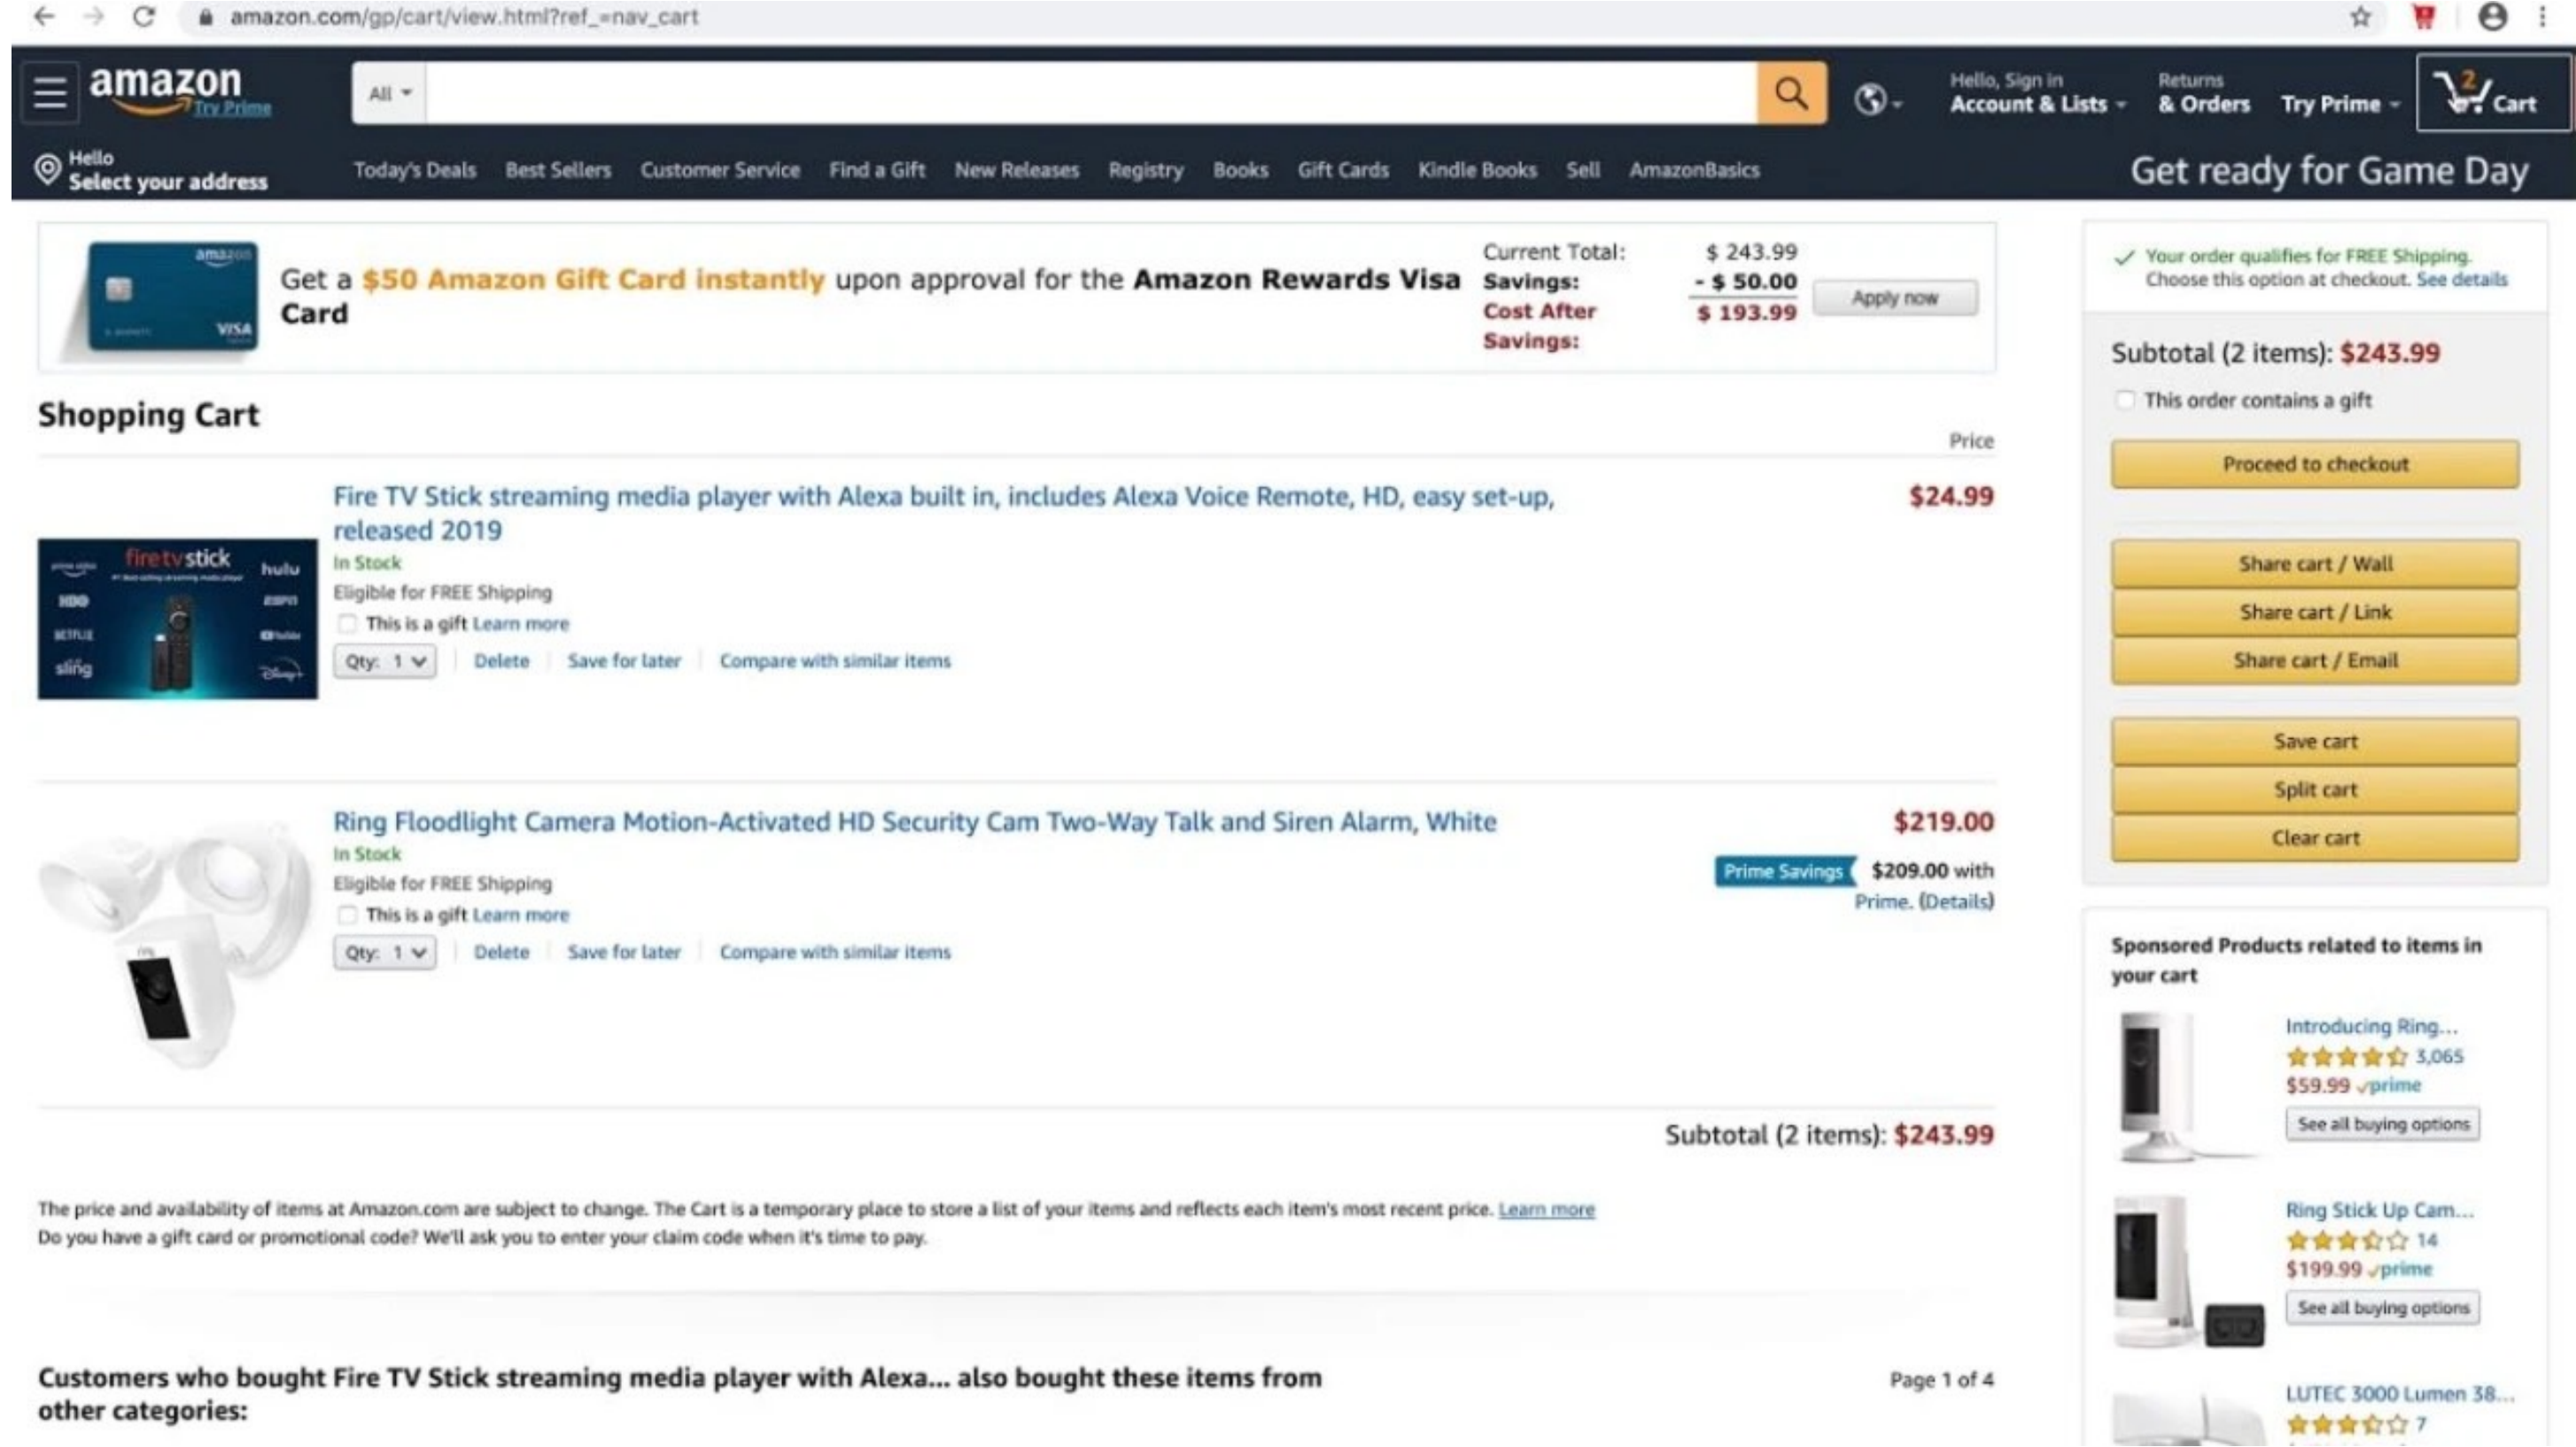 amazon.com/gp/cart/view.html?ref_=nav_cart
amazon
Try Prime
All
Hello, Sign in
Account & Lists
Returns
& Orders
Try Prime
2
Cart
Hello
Select your address
Today's Deals
Best Sellers
Customer Service
Find a Gift
New Releases
Registry
Books
Gift Cards
Kindle Books
Sell
AmazonBasics
Get ready for Game Day
amazon
VISA
Get a $50 Amazon Gift Card instantly upon approval for the Amazon Rewards Visa
Card
Current Total: $ 243.99
Savings: - $ 50.00
Cost After $ 193.99
Savings:
Apply now
Shopping Cart
Price
Fire TV Stick streaming media player with Alexa built in, includes Alexa Voice Remote, HD, easy set-up,
released 2019
$24.99
In Stock
Eligible for FREE Shipping
This is a gift Learn more
Qty: 1
Delete
Save for later
Compare with similar items
firetvstick
hulu
HBO
ESPN
NETFLIX
YouTube
sling
Disney+
Ring Floodlight Camera Motion-Activated HD Security Cam Two-Way Talk and Siren Alarm, White
$219.00
In Stock
Prime Savings $209.00 with
Prime. (Details)
Eligible for FREE Shipping
This is a gift Learn more
Qty: 1
Delete
Save for later
Compare with similar items
ring
Subtotal (2 items): $243.99
The price and availability of items at Amazon.com are subject to change. The Cart is a temporary place to store a list of your items and reflects each item's most recent price. Learn more
Do you have a gift card or promotional code? We'll ask you to enter your claim code when it's time to pay.
Customers who bought Fire TV Stick streaming media player with Alexa... also bought these items from
other categories:
Page 1 of 4
Your order qualifies for FREE Shipping.
Choose this option at checkout. See details
Subtotal (2 items): $243.99
This order contains a gift
Proceed to checkout
Share cart / Wall
Share cart / Link
Share cart / Email
Save cart
Split cart
Clear cart
Sponsored Products related to items in
your cart
Introducing Ring...
3,065
$59.99 prime
See all buying options
Ring Stick Up Cam...
14
$199.99 prime
See all buying options
LUTEC 3000 Lumen 38...
7